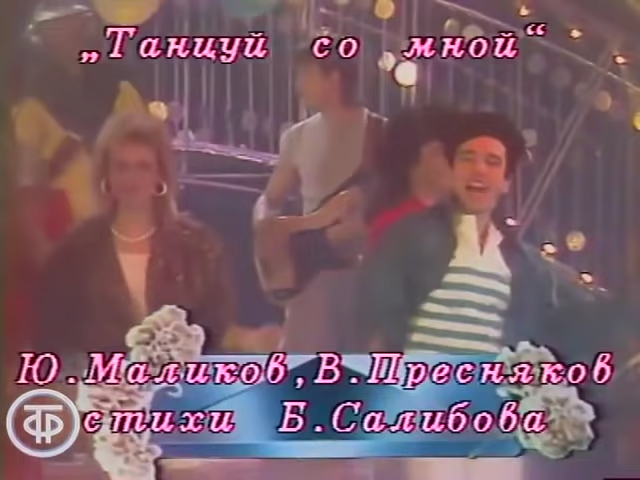 „Танцуй со мной“
Ю.Маликов,В.Пресняков
стихи Б.Салибова